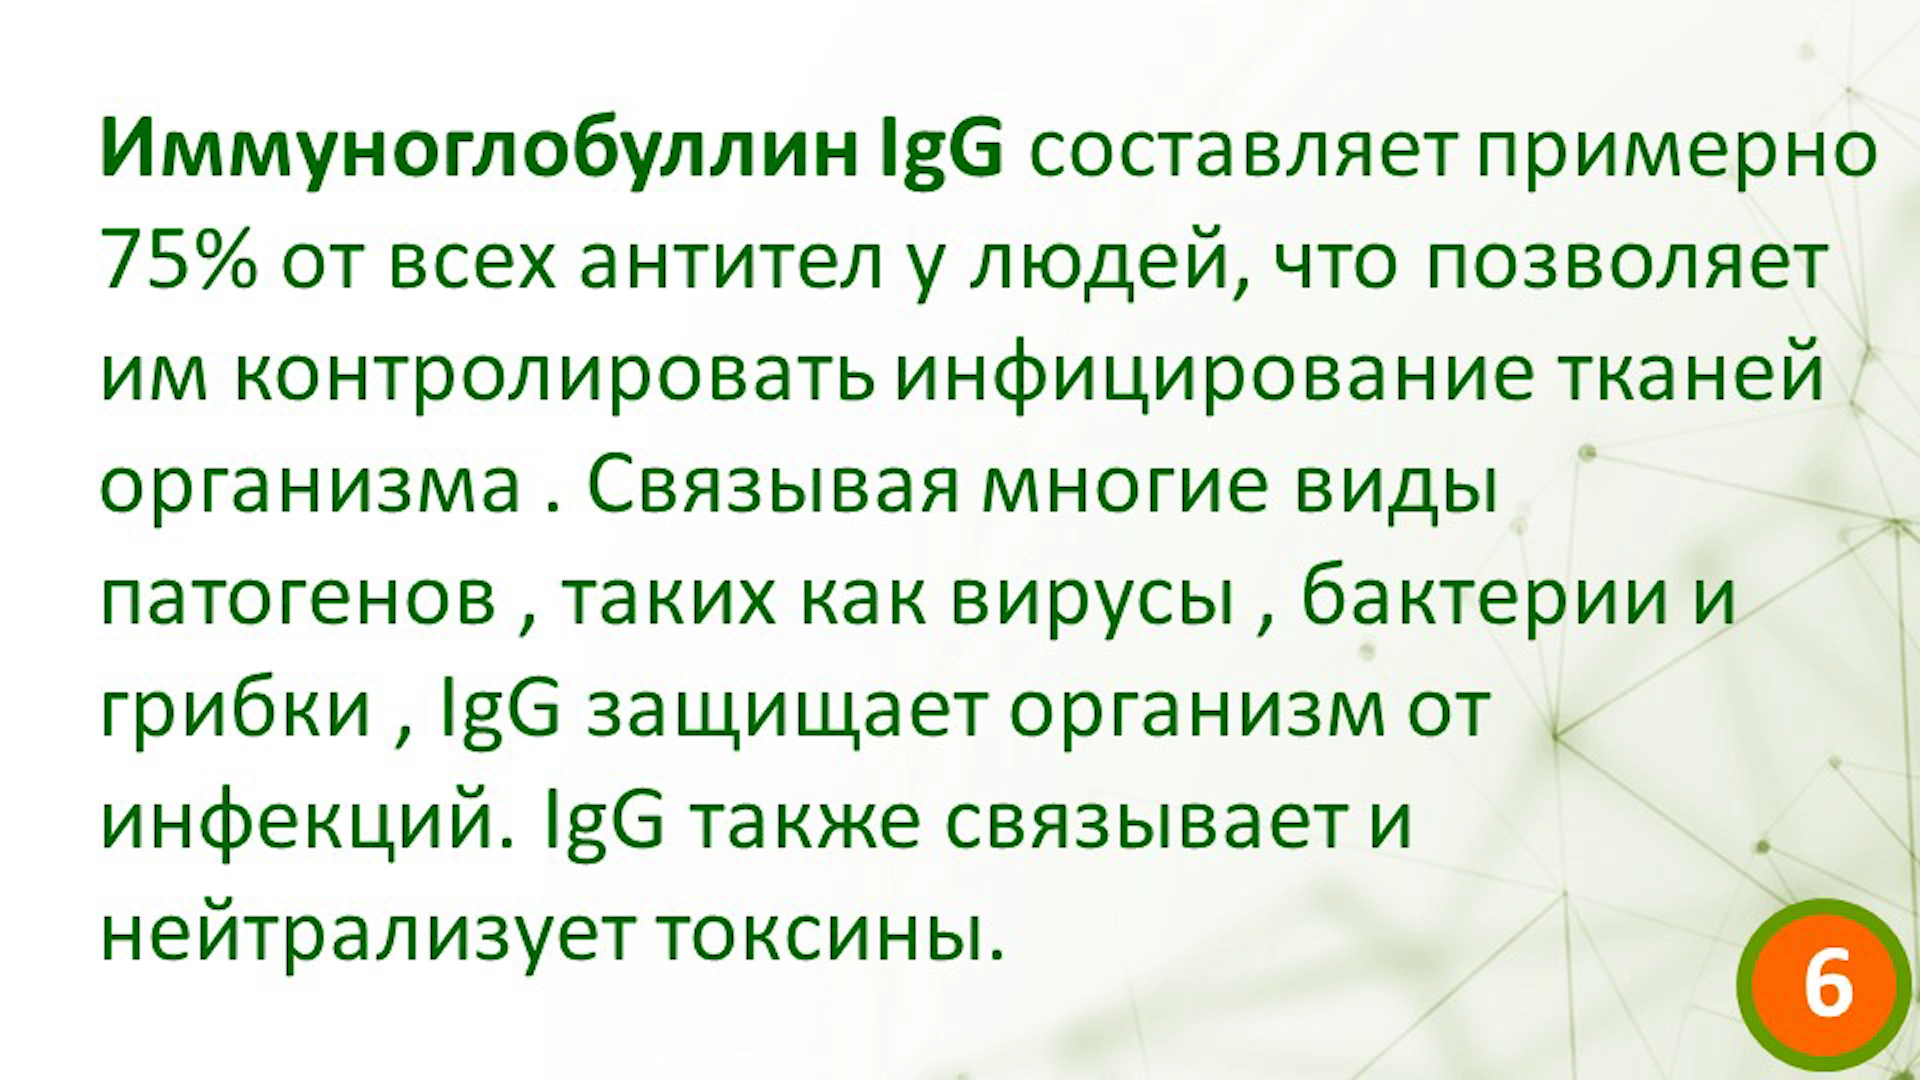 Иммуноглобуллин IgG составляет примерно
75% от всех антител у людей, что позволяет
им контролировать инфицирование тканей
организма . Связывая многие виды
патогенов , таких как вирусы , бактерии и
грибки , IgG защищает организм от
инфекций. IgG также связывает и
нейтрализует токсины.
6